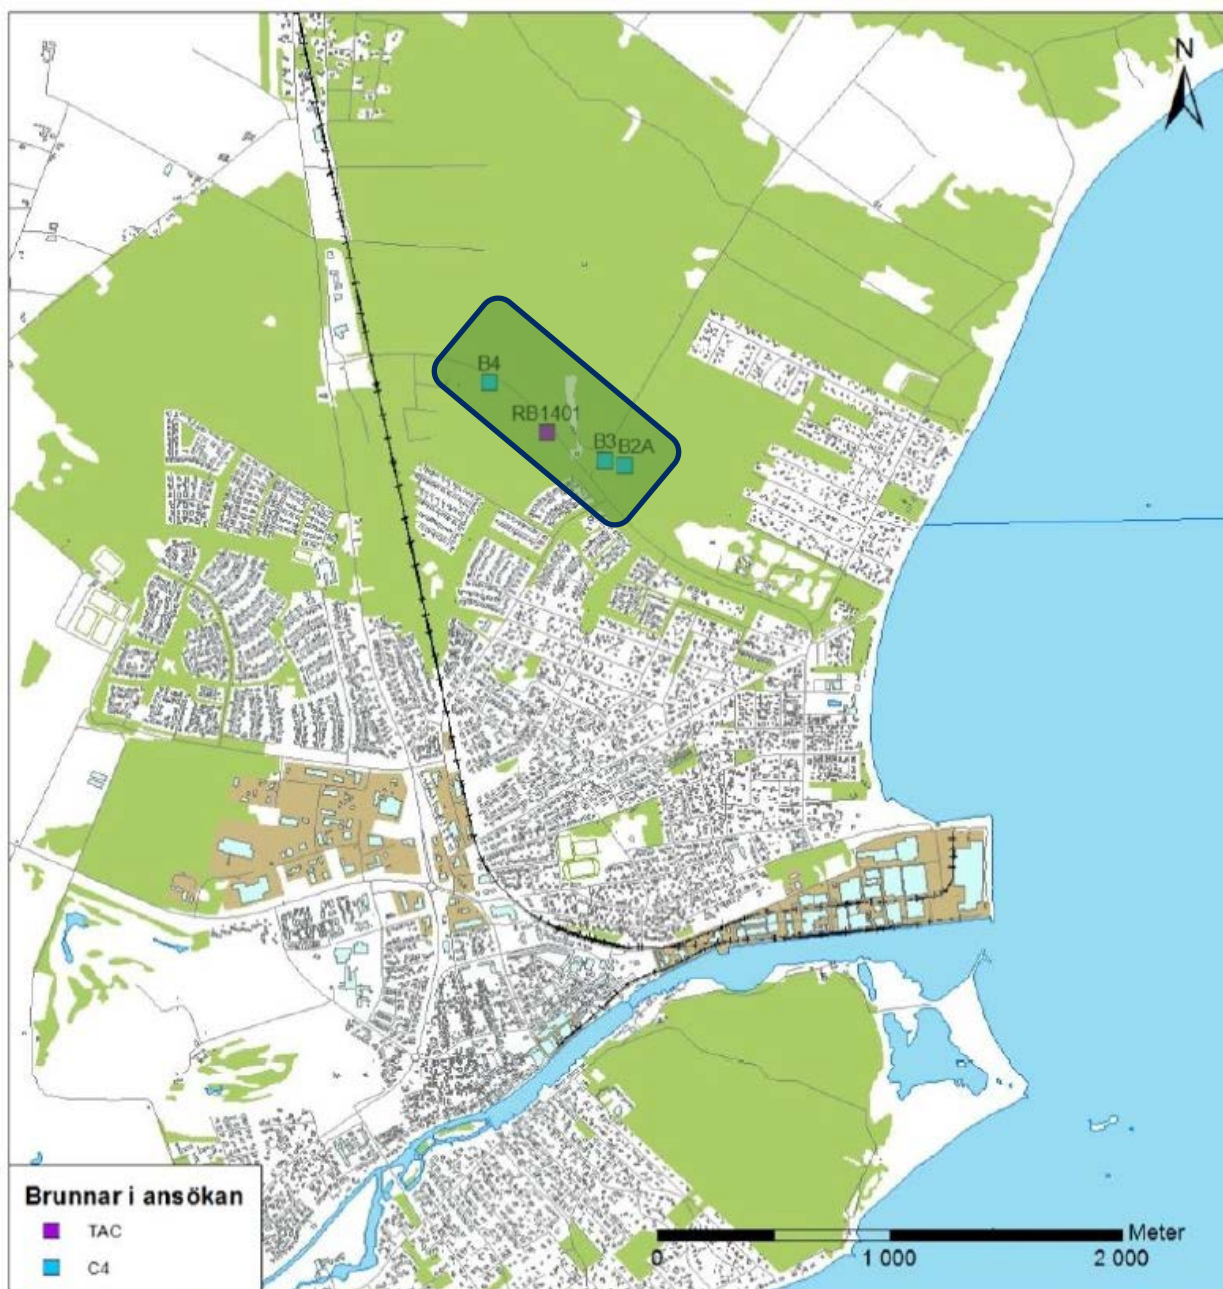 N
B4
RB1401
B3 B2A
Brunnar i ansökan
TAC
C4
Meter
0 1 000 2 000